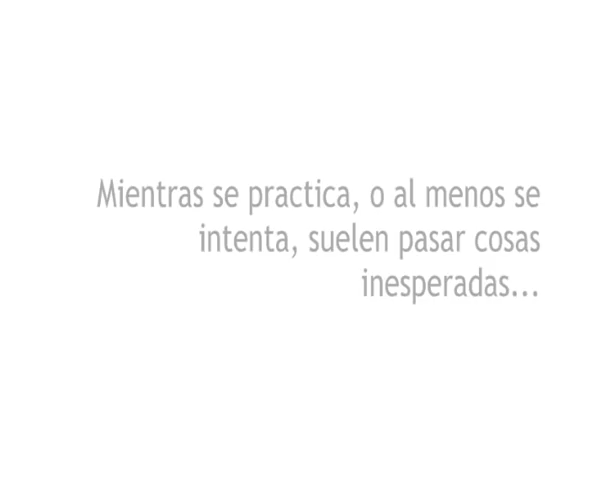 Mientras se practica, o al menos se
intenta, suelen pasar cosas
inesperadas...